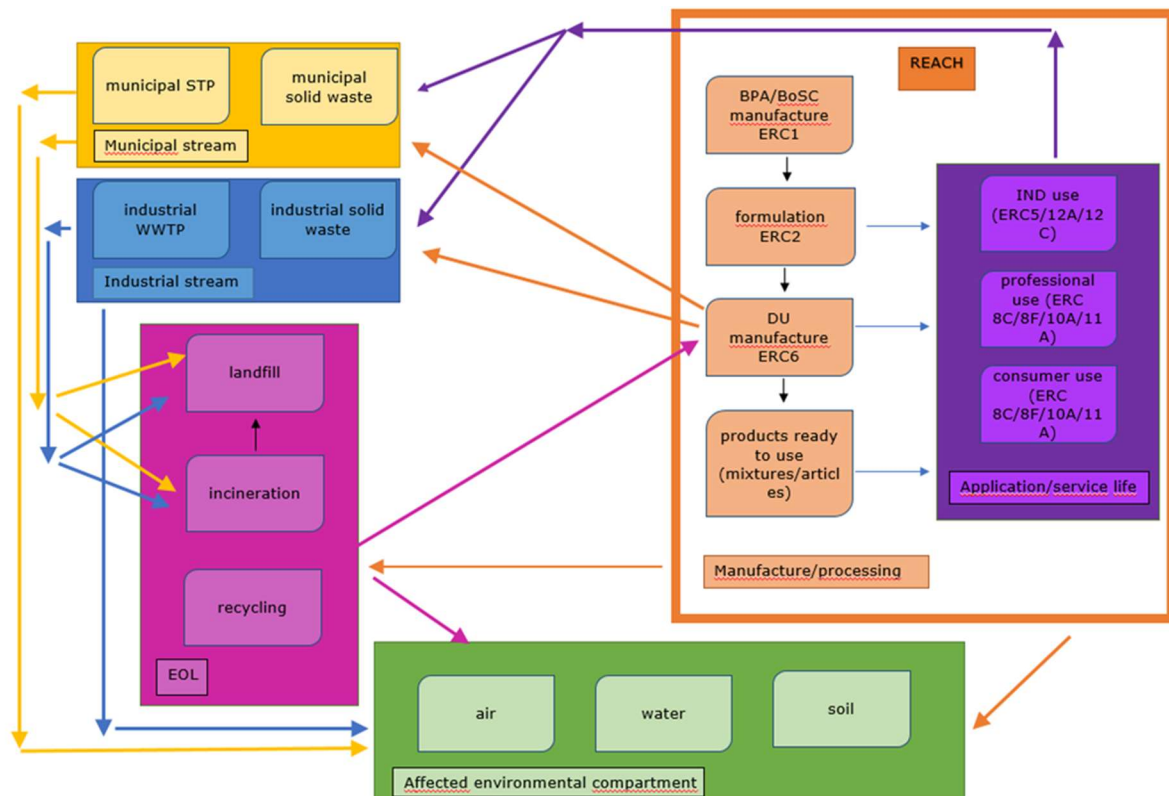 municipal STP
municipal
solid waste
Municipal stream
industrial
WWTP
industrial solid
waste
Industrial stream
landfill
incineration
recycling
EOL
REACH
BPA/BoSC
manufacture
ERC1
formulation
ERC2
DU
manufacture
ERC6
products ready
to use
(mixtures/articl
es)
Manufacture/processing
IND use
(ERC5/12A/12
C)
professional
use (ERC
8C/8F/10A/11
A)
consumer use (ERC
8C/8F/10A/11
A)
Application/service life
air
water
soil
Affected environmental compartment